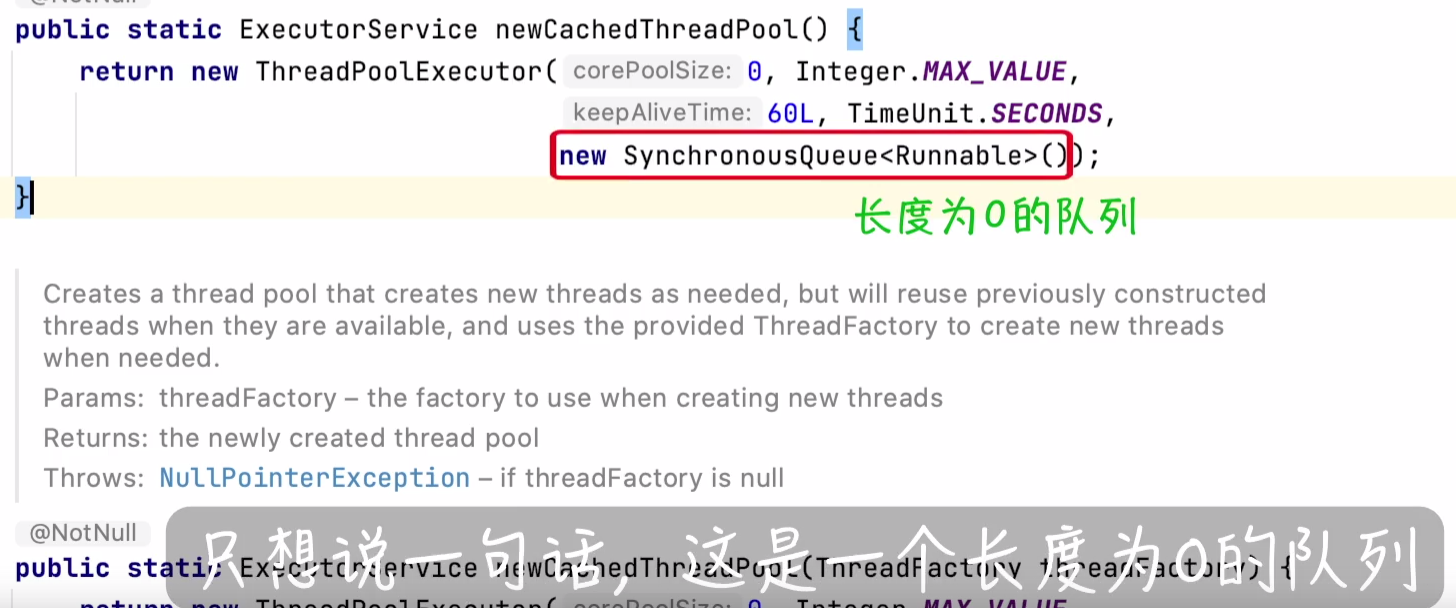 @NotNull
public static ExecutorService newCachedThreadPool() {
return new ThreadPoolExecutor( corePoolSize: 0, Integer.MAX_VALUE,
keepAliveTime: 60L, TimeUnit.SECONDS,
new SynchronousQueue<Runnable>());
}
长度为0的队列
Creates a thread pool that creates new threads as needed, but will reuse previously constructed
threads when they are available, and uses the provided ThreadFactory to create new threads
when needed.
Params: threadFactory – the factory to use when creating new threads
Returns: the newly created thread pool
Throws: NullPointerException – if threadFactory is null
@NotNull
只想说一句话，这是一个长度为0的队列
public static ExecutorService newCachedThreadPool(ThreadFactory threadFactory) {
return new ThreadPoolExecutor( corePoolSize: 0, Integer.MAX_VALUE